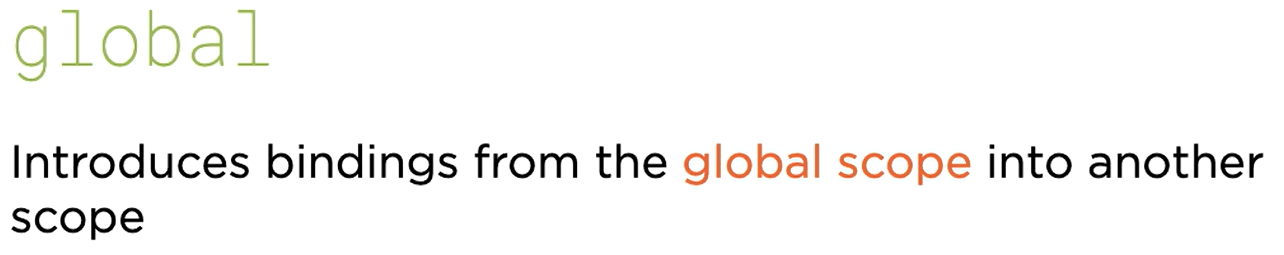 global
Introduces bindings from the global scope into another
scope